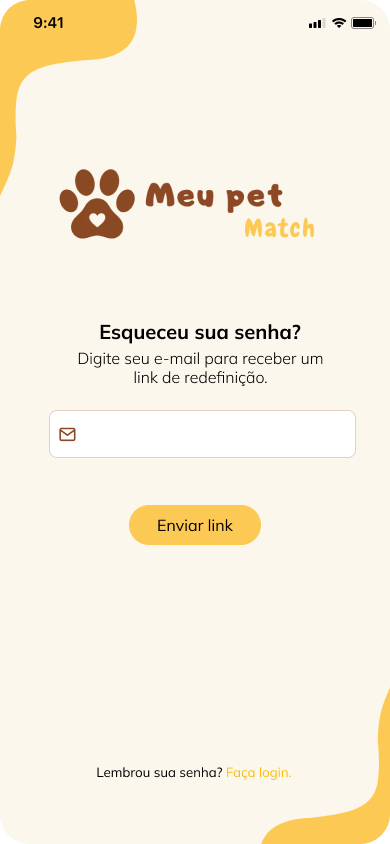 9:41
Meu pet
Match
Esqueceu sua senha?
Digite seu e-mail para receber um
link de redefinição.
Enviar link
Lembrou sua senha? Faça login.